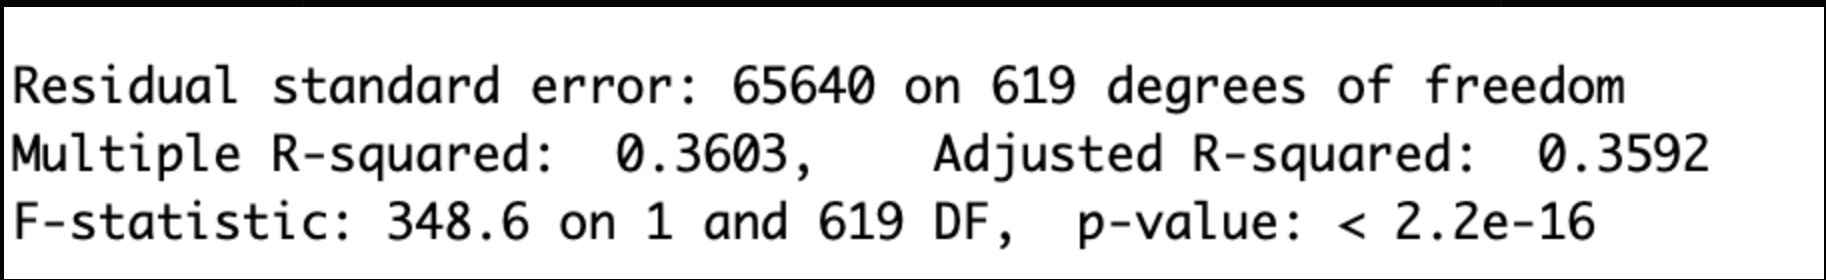 Residual standard error: 65640 on 619 degrees of freedom
Multiple R-squared:  0.3603,    Adjusted R-squared:  0.3592
F-statistic: 348.6 on 1 and 619 DF,  p-value: < 2.2e-16